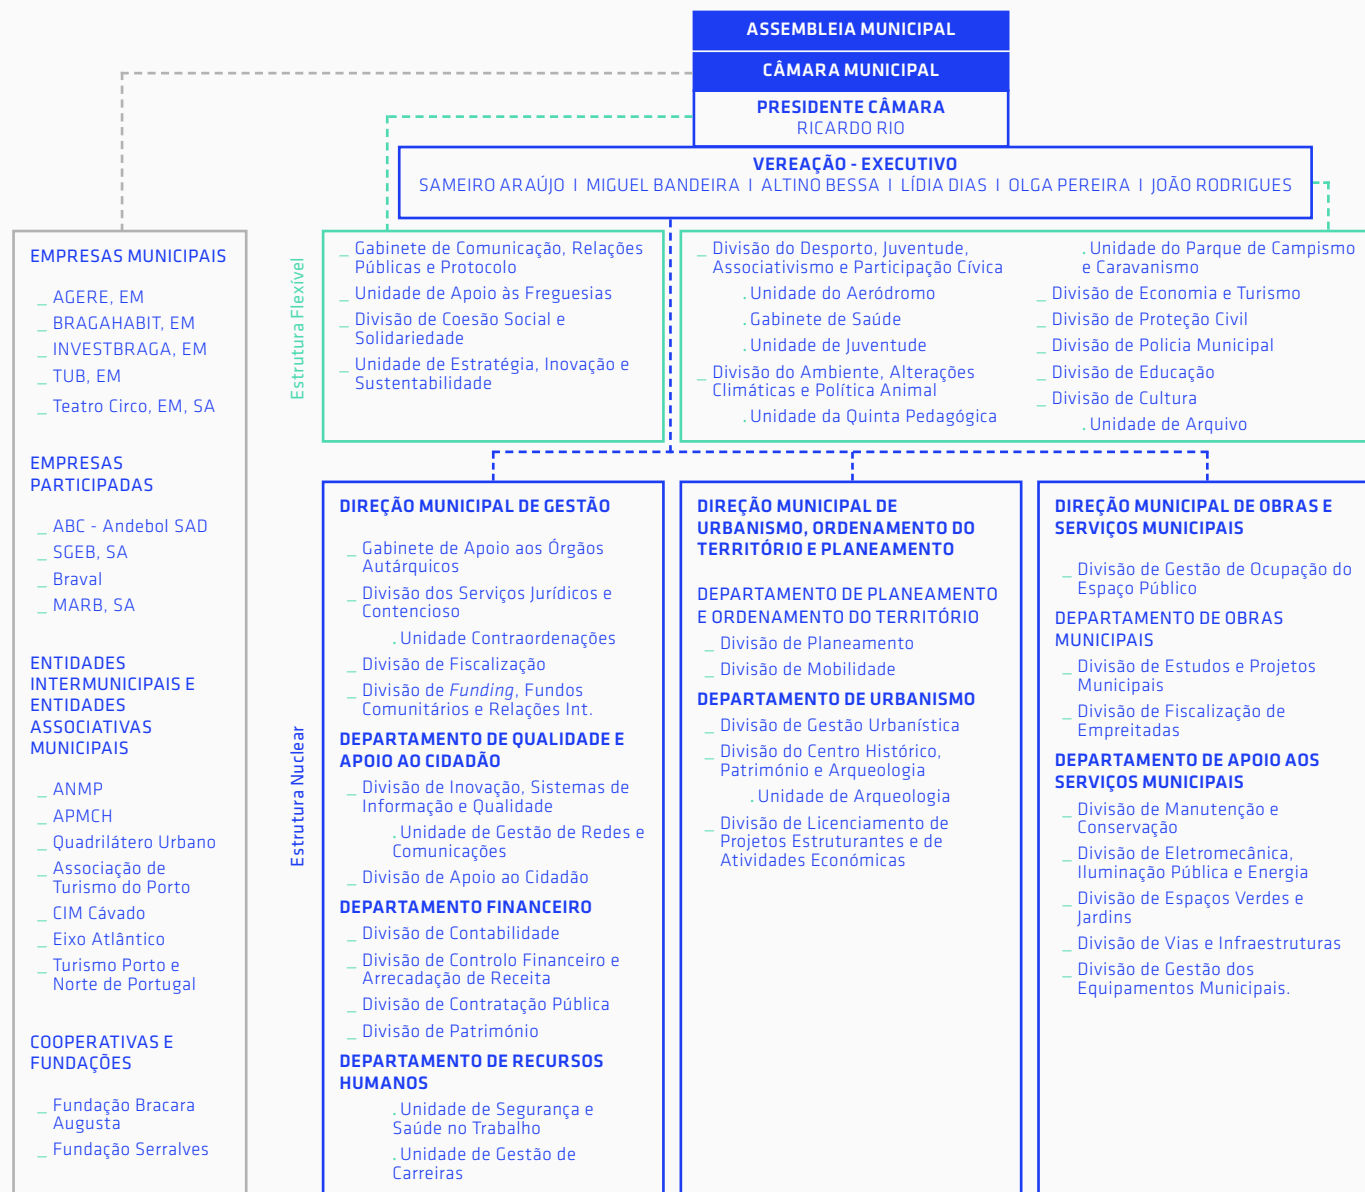 ASSEMBLEIA MUNICIPAL
CÂMARA MUNICIPAL
PRESIDENTE CÂMARA
RICARDO RIO
VEREAÇÃO - EXECUTIVO
SAMEIRO ARAÚJO I MIGUEL BANDEIRA I ALTINO BESSA I LÍDIA DIAS I OLGA PEREIRA I JOÃO RODRIGUES
EMPRESAS MUNICIPAIS
_ AGERE, EM
_ BRAGAHABIT, EM
_ INVESTBRAGA, EM
_ TUB, EM
_ Teatro Circo, EM, SA
EMPRESAS
PARTICIPADAS
_ ABC - Andebol SAD
_ SGEB, SA
_ Braval
_ MARB, SA
ENTIDADES
INTERMUNICIPAIS E
ENTIDADES
ASSOCIATIVAS
MUNICIPAIS
_ ANMP
_ APMCH
_ Quadrilátero Urbano
_ Associação de
Turismo do Porto
_ CIM Cávado
_ Eixo Atlântico
_ Turismo Porto e
Norte de Portugal
COOPERATIVAS E
FUNDAÇÕES
_ Fundação Bracara
Augusta
_ Fundação Serralves
Estrutura Flexível
_ Gabinete de Comunicação, Relações
Públicas e Protocolo
_ Unidade de Apoio às Freguesias
_ Divisão de Coesão Social e
Solidariedade
_ Unidade de Estratégia, Inovação e
Sustentabilidade
_ Divisão do Desporto, Juventude,
Associativismo e Participação Cívica
. Unidade do Aeródromo
. Gabinete de Saúde
. Unidade de Juventude
_ Divisão do Ambiente, Alterações
Climáticas e Política Animal
. Unidade da Quinta Pedagógica
. Unidade do Parque de Campismo
e Caravanismo
_ Divisão de Economia e Turismo
_ Divisão de Proteção Civil
_ Divisão de Policia Municipal
_ Divisão de Educação
_ Divisão de Cultura
. Unidade de Arquivo
Estrutura Nuclear
DIREÇÃO MUNICIPAL DE GESTÃO
_ Gabinete de Apoio aos Órgãos
Autárquicos
_ Divisão dos Serviços Jurídicos e
Contencioso
. Unidade Contraordenações
_ Divisão de Fiscalização
_ Divisão de Funding, Fundos
Comunitários e Relações Int.
DEPARTAMENTO DE QUALIDADE E
APOIO AO CIDADÃO
_ Divisão de Inovação, Sistemas de
Informação e Qualidade
. Unidade de Gestão de Redes e
Comunicações
_ Divisão de Apoio ao Cidadão
DEPARTAMENTO FINANCEIRO
_ Divisão de Contabilidade
_ Divisão de Controlo Financeiro e
Arrecadação de Receita
_ Divisão de Contratação Pública
_ Divisão de Património
DEPARTAMENTO DE RECURSOS
HUMANOS
. Unidade de Segurança e
Saúde no Trabalho
. Unidade de Gestão de
Carreiras
DIREÇÃO MUNICIPAL DE
URBANISMO, ORDENAMENTO DO
TERRITÓRIO E PLANEAMENTO
DEPARTAMENTO DE PLANEAMENTO
E ORDENAMENTO DO TERRITÓRIO
_ Divisão de Planeamento
_ Divisão de Mobilidade
DEPARTAMENTO DE URBANISMO
_ Divisão de Gestão Urbanística
_ Divisão do Centro Histórico,
Património e Arqueologia
. Unidade de Arqueologia
_ Divisão de Licenciamento de
Projetos Estruturantes e de
Atividades Económicas
DIREÇÃO MUNICIPAL DE OBRAS E
SERVIÇOS MUNICIPAIS
_ Divisão de Gestão de Ocupação do
Espaço Público
DEPARTAMENTO DE OBRAS
MUNICIPAIS
_ Divisão de Estudos e Projetos
Municipais
_ Divisão de Fiscalização de
Empreitadas
DEPARTAMENTO DE APOIO AOS
SERVIÇOS MUNICIPAIS
_ Divisão de Manutenção e
Conservação
_ Divisão de Eletromecânica,
Iluminação Pública e Energia
_ Divisão de Espaços Verdes e
Jardins
_ Divisão de Vias e Infraestruturas
_ Divisão de Gestão dos
Equipamentos Municipais.